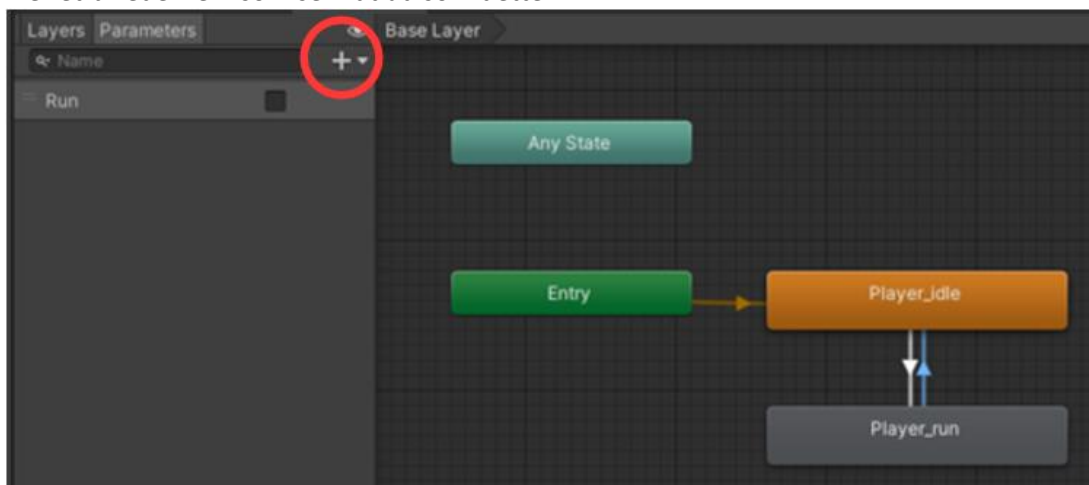 Layers Parameters
Base Layer
Name
Run
Any State
Entry
Player_idle
Player_run